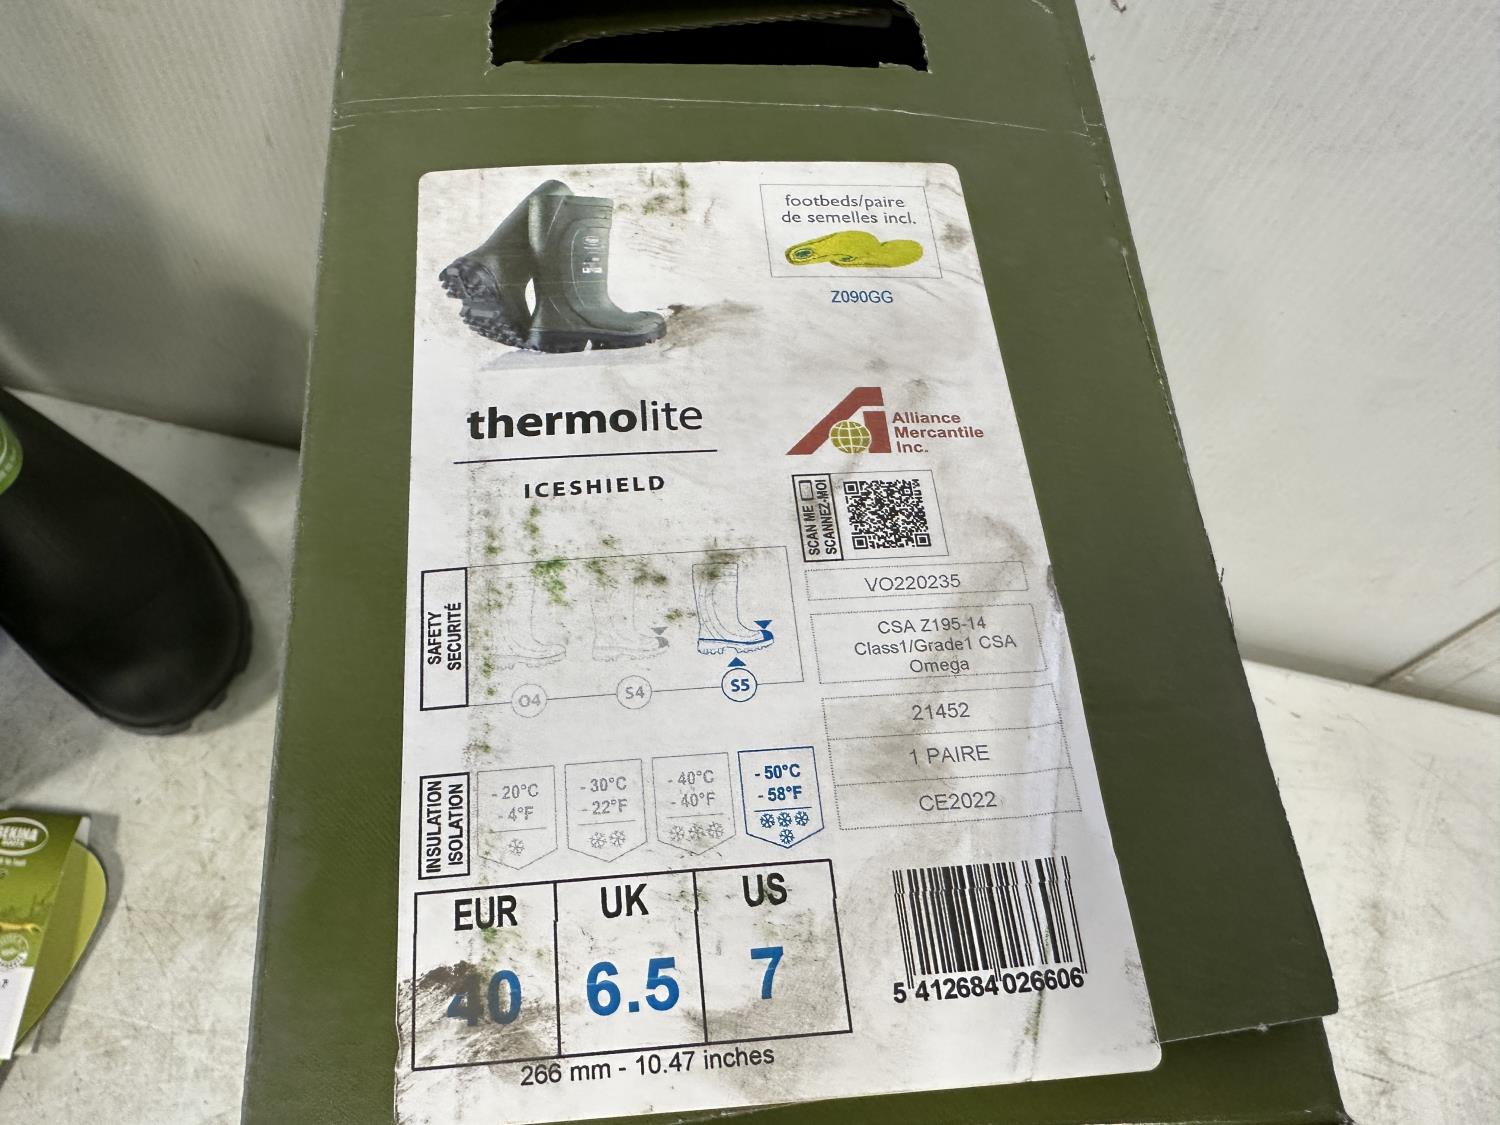 footbeds/paire
de semelles incl.
Z090GG
thermolite
ICESHIELD
Alliance
Mercantile
Inc.
SCAN ME
SCANNEZ-MOI
VO220235
CSA Z195-14
Class1/Grade1 CSA
Omega
21452
1 PAIRE
CE2022
SAFETY
SECURITÉ
O4
S4
S5
INSULATION
ISOLATION
- 20°C
- 4°F
- 30°C
- 22°F
- 40°C
- 40°F
- 50°C
- 58°F
EUR UK US
40 6.5 7
266 mm - 10.47 inches
5 412684 026606
BEKINA